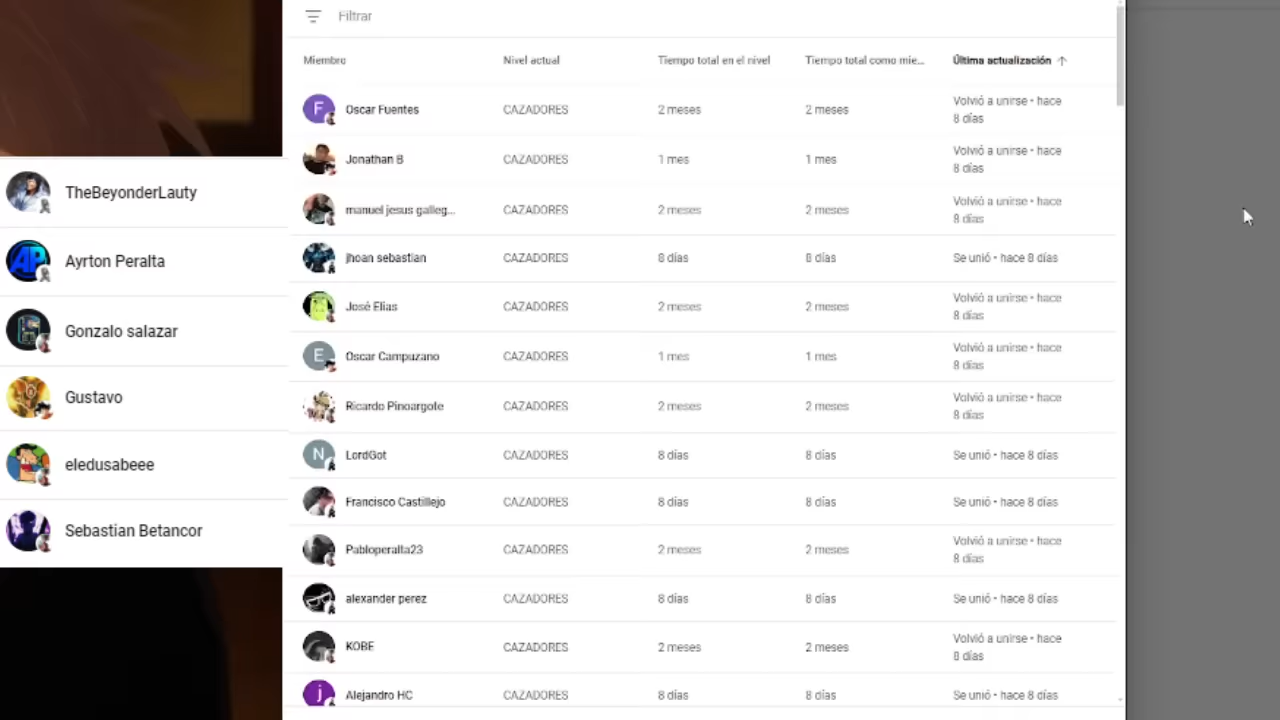 Filtrar
Miembro Nivel actual Tiempo total en el nivel Tiempo total como mie... Última actualización
F Oscar Fuentes CAZADORES 2 meses 2 meses Volvió a unirse • hace
8 días
Jonathan B CAZADORES 1 mes 1 mes Volvió a unirse • hace
8 días
manuel jesus galleg... CAZADORES 2 meses 2 meses Volvió a unirse • hace
8 días
jhoan sebastian CAZADORES 8 días 8 días Se unió • hace 8 días
José Elías CAZADORES 2 meses 2 meses Volvió a unirse • hace
8 días
E Oscar Campuzano CAZADORES 1 mes 1 mes Volvió a unirse • hace
8 días
Ricardo Pinoargote CAZADORES 2 meses 2 meses Volvió a unirse • hace
8 días
N LordGot CAZADORES 8 días 8 días Se unió • hace 8 días
Francisco Castillejo CAZADORES 8 días 8 días Se unió • hace 8 días
Pabloperalta23 CAZADORES 2 meses 2 meses Volvió a unirse • hace
8 días
alexander perez CAZADORES 8 días 8 días Se unió • hace 8 días
KOBE CAZADORES 2 meses 2 meses Volvió a unirse • hace
8 días
j Alejandro HC CAZADORES 8 días 8 días Se unió • hace 8 días
TheBeyonderLauty
AP Ayrton Peralta
Gonzalo salazar
Gustavo
eledusabeee
Sebastian Betancor